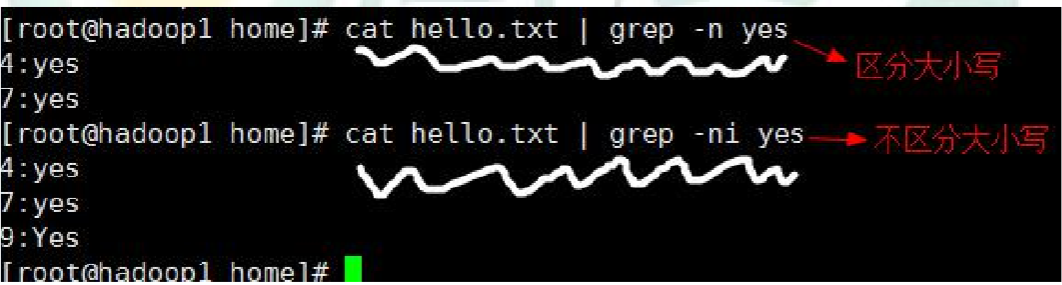 [root@hadoop1 home]# cat hello.txt | grep -n yes
区分大小写
4:yes
7:yes
[root@hadoop1 home]# cat hello.txt | grep -ni yes
不区分大小写
4:yes
7:yes
9:Yes
[root@hadoop1 home]#